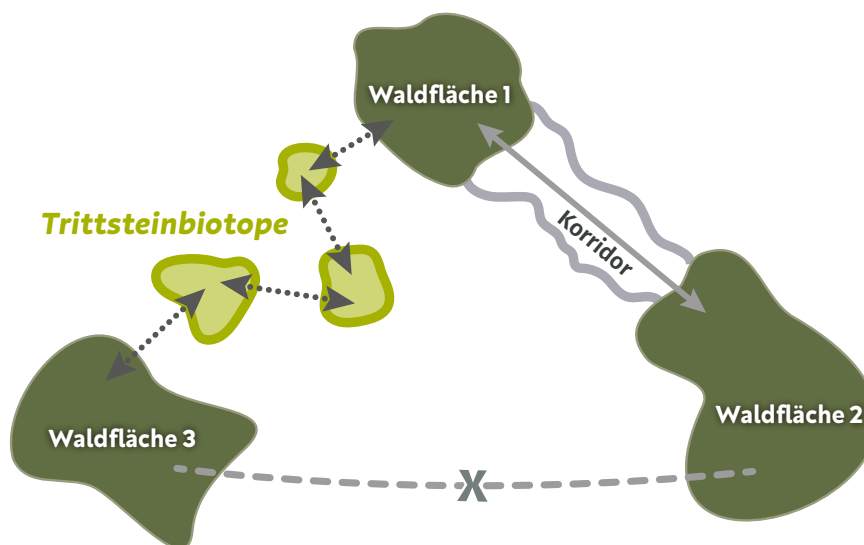 Waldfläche 1
Trittsteinbiotope
Korridor
Waldfläche 2
Waldfläche 3
X